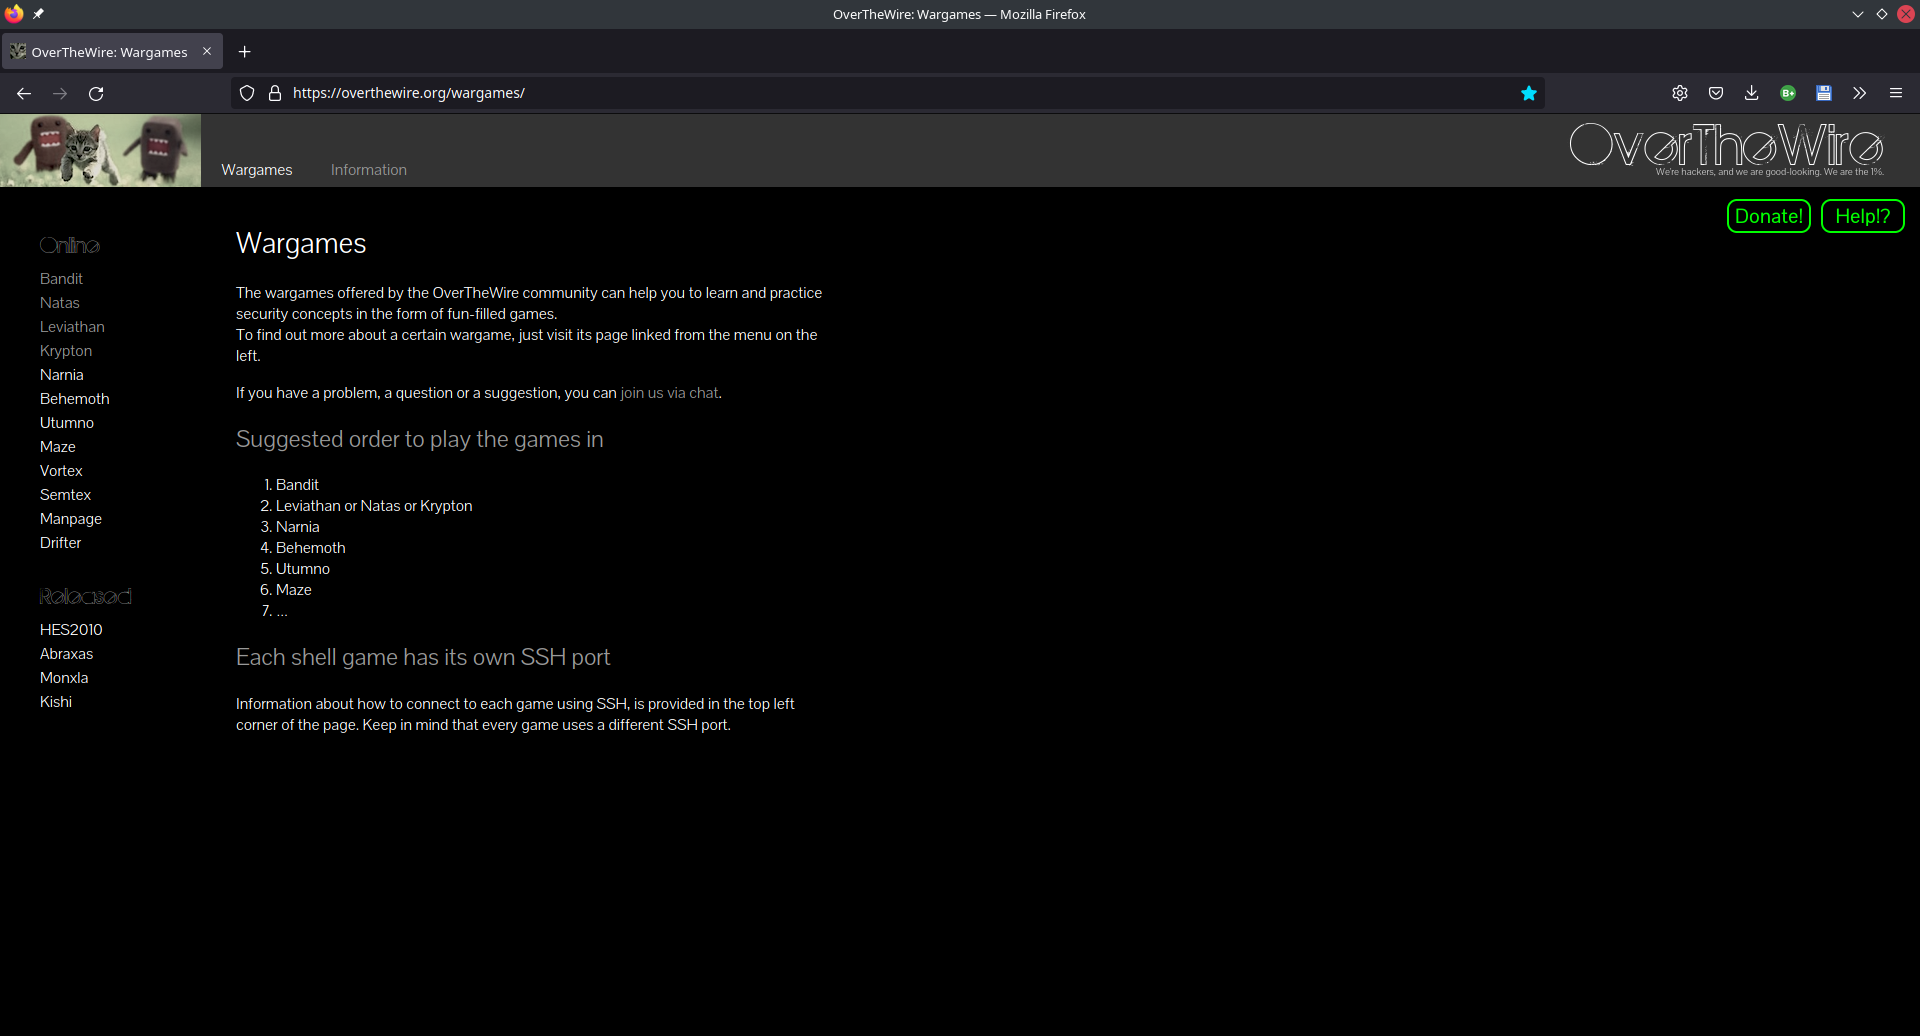 OverTheWire: Wargames — Mozilla Firefox
OverTheWire: Wargames
https://overthewire.org/wargames/
B+
Wargames
Information
OverTheWire
We're hackers, and we are good-looking. We are the 1%.
Donate!
Help!?
Online
Bandit
Natas
Leviathan
Krypton
Narnia
Behemoth
Utumno
Maze
Vortex
Semtex
Manpage
Drifter
Released
HES2010
Abraxas
Monxla
Kishi
Wargames
The wargames offered by the OverTheWire community can help you to learn and practice
security concepts in the form of fun-filled games.
To find out more about a certain wargame, just visit its page linked from the menu on the
left.
If you have a problem, a question or a suggestion, you can join us via chat.
Suggested order to play the games in
1. Bandit
2. Leviathan or Natas or Krypton
3. Narnia
4. Behemoth
5. Utumno
6. Maze
7. ...
Each shell game has its own SSH port
Information about how to connect to each game using SSH, is provided in the top left
corner of the page. Keep in mind that every game uses a different SSH port.